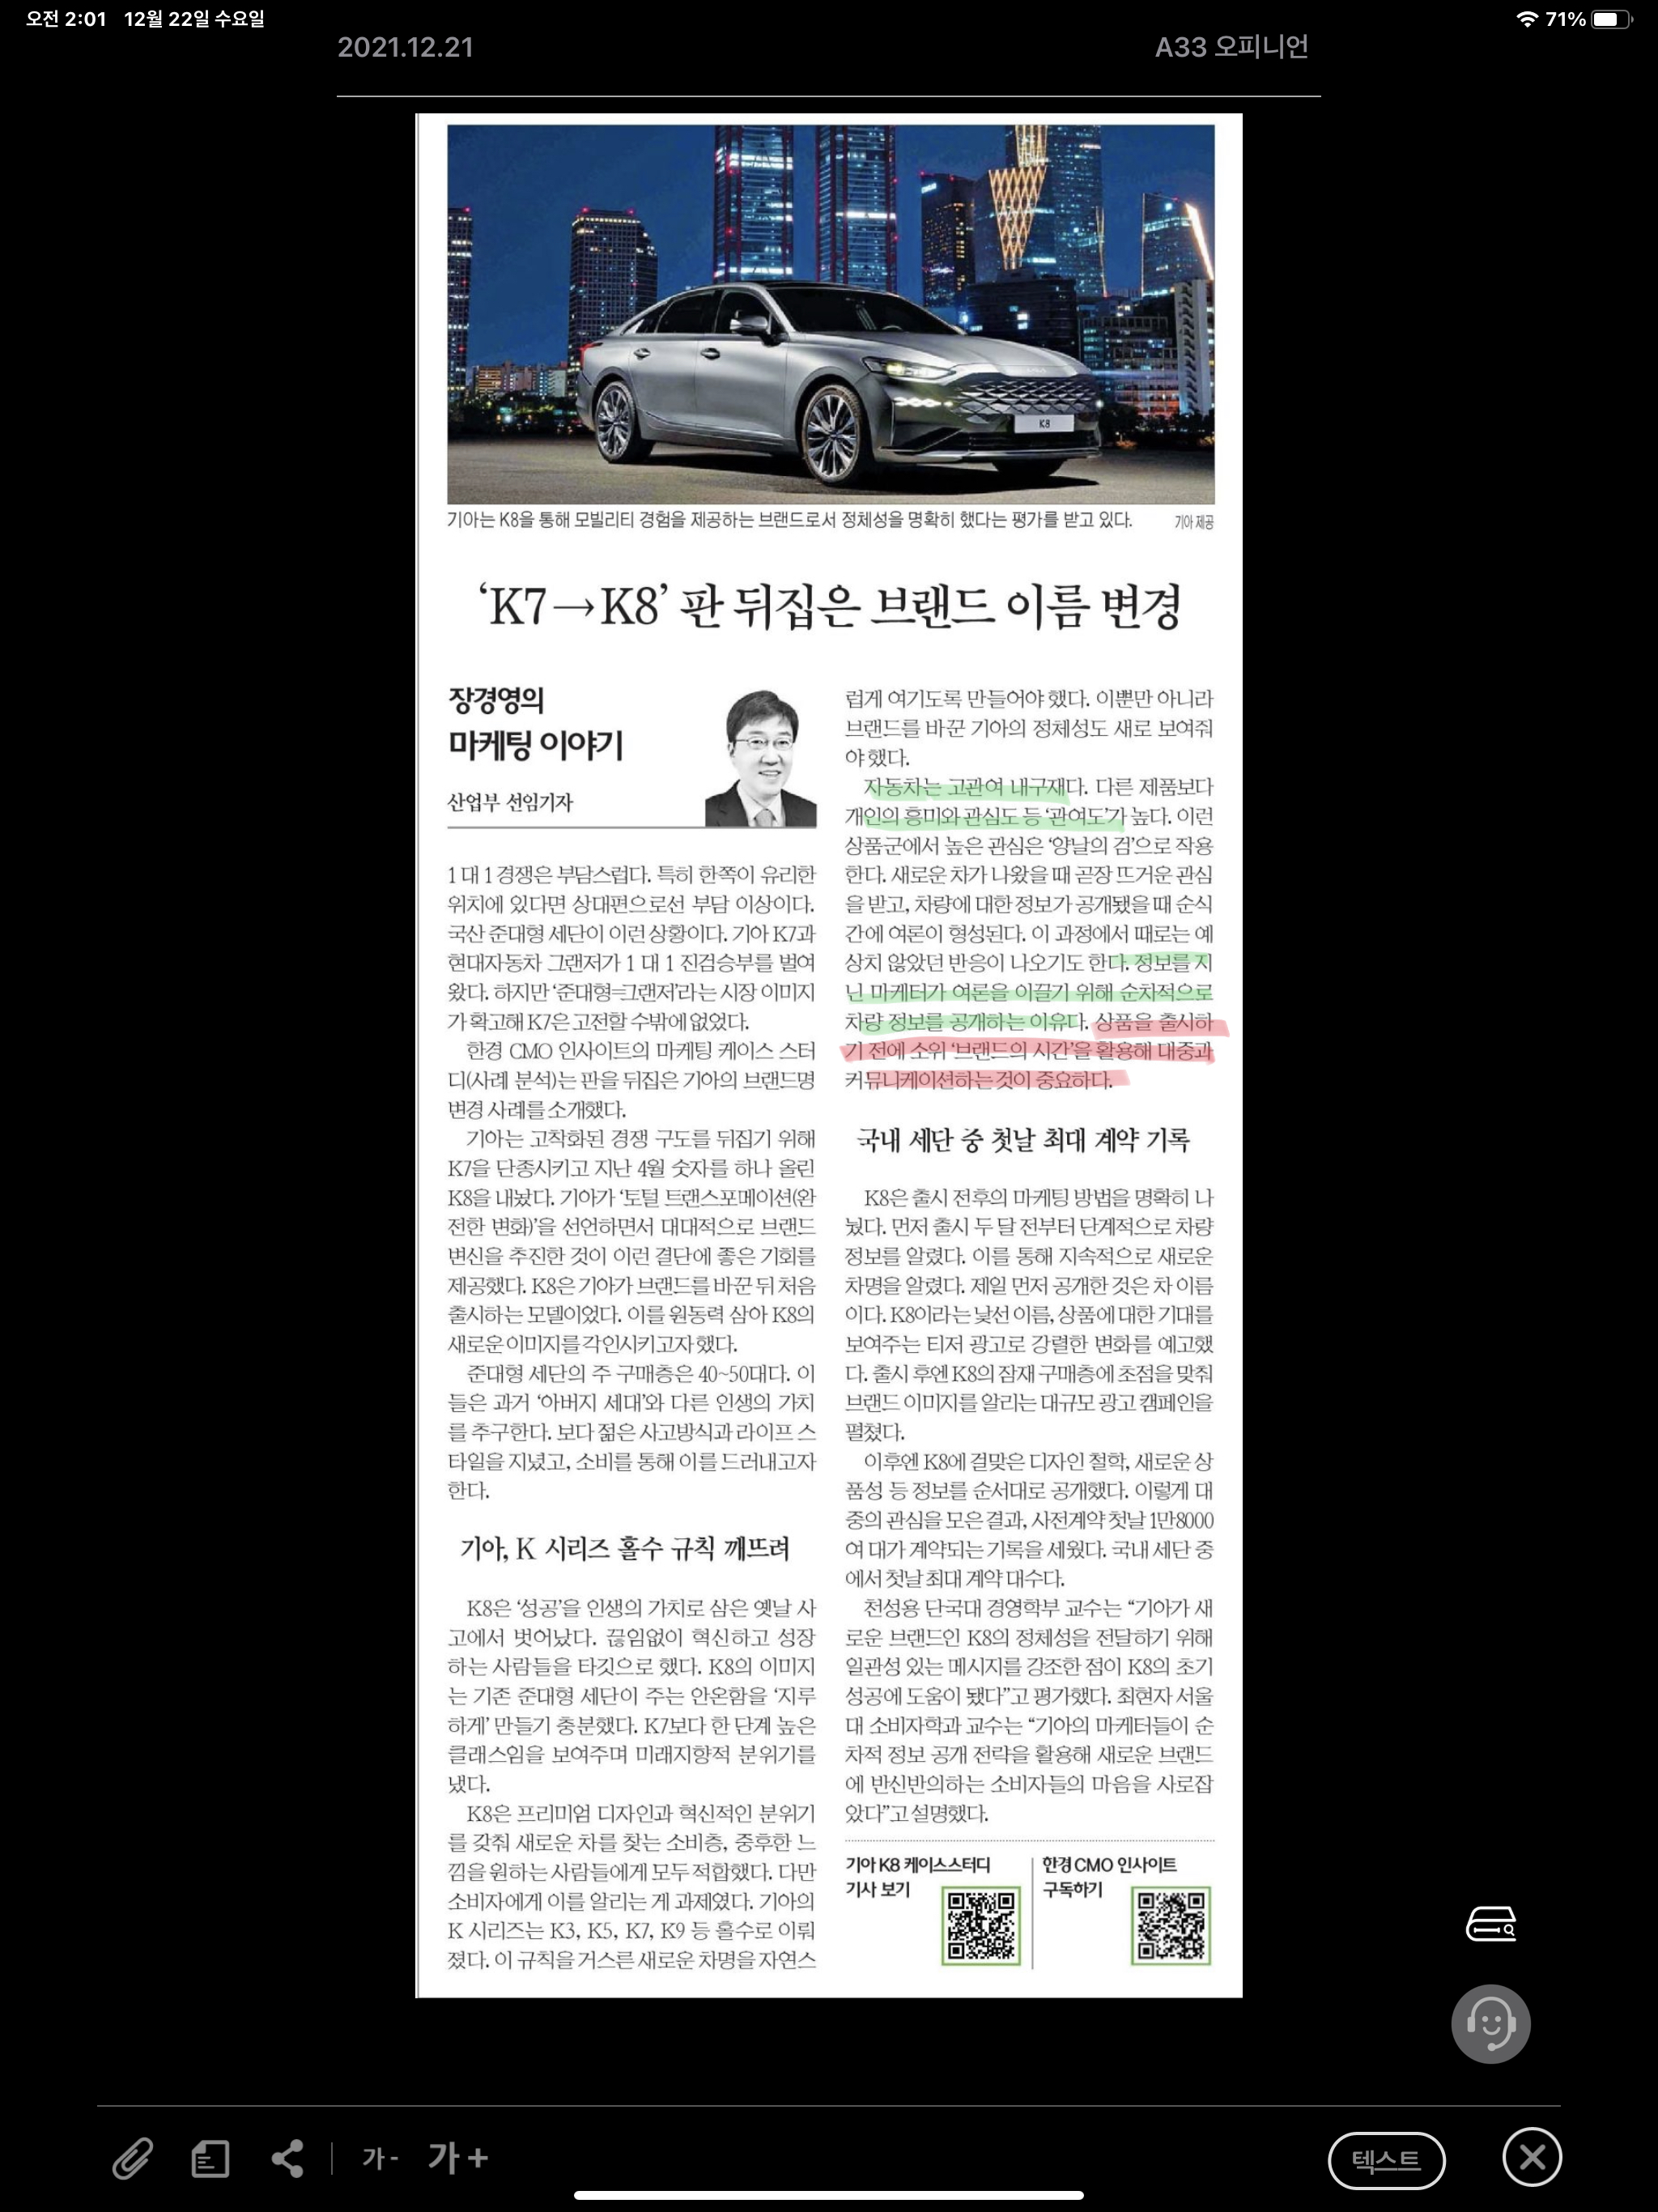 오전 2:01 12월 22일 수요일
71%
2021.12.21
A33 오피니언
K8
기아는 K8을 통해 모빌리티 경험을 제공하는 브랜드로서 정체성을 명확히 했다는 평가를 받고 있다.
기아 제공
‘K7→K8’ 판 뒤집은 브랜드 이름 변경
장경영의
마케팅 이야기
산업부 선임기자
1 대 1 경쟁은 부담스럽다. 특히 한쪽이 유리한
위치에 있다면 상대편으로선 부담 이상이다.
국산 준대형 세단이 이런 상황이다. 기아 K7과
현대자동차 그랜저가 1 대 1 진검승부를 벌여
왔다. 하지만 ‘준대형=그랜저’라는 시장 이미지
가 확고해 K7은 고전할 수밖에 없었다.
한경 CMO 인사이트의 마케팅 케이스 스터
디(사례 분석)는 판을 뒤집은 기아의 브랜드명
변경 사례를 소개했다.
기아는 고착화된 경쟁 구도를 뒤집기 위해
K7을 단종시키고 지난 4월 숫자를 하나 올린
K8을 내놨다. 기아가 ‘토털 트랜스포메이션(완
전한 변화)’을 선언하면서 대대적으로 브랜드
변신을 추진한 것이 이런 결단에 좋은 기회를
제공했다. K8은 기아가 브랜드를 바꾼 뒤 처음
출시하는 모델이었다. 이를 원동력 삼아 K8의
새로운 이미지를 각인시키고자 했다.
준대형 세단의 주 구매층은 40~50대다. 이
들은 과거 ‘아버지 세대’와 다른 인생의 가치
를 추구한다. 보다 젊은 사고방식과 라이프 스
타일을 지녔고, 소비를 통해 이를 드러내고자
한다.
기아, K 시리즈 홀수 규칙 깨뜨려
K8은 ‘성공’을 인생의 가치로 삼은 옛날 사
고에서 벗어났다. 끊임없이 혁신하고 성장
하는 사람들을 타깃으로 했다. K8의 이미지
는 기존 준대형 세단이 주는 안온함을 ‘지루
하게’ 만들기 충분했다. K7보다 한 단계 높은
클래스임을 보여주며 미래지향적 분위기를
냈다.
K8은 프리미엄 디자인과 혁신적인 분위기
를 갖춰 새로운 차를 찾는 소비층, 중후한 느
낌을 원하는 사람들에게 모두 적합했다. 다만
소비자에게 이를 알리는 게 과제였다. 기아의
K 시리즈는 K3, K5, K7, K9 등 홀수로 이뤄
졌다. 이 규칙을 거스른 새로운 차명을 자연스
럽게 여기도록 만들어야 했다. 이뿐만 아니라
브랜드를 바꾼 기아의 정체성도 새로 보여줘
야 했다.
자동차는 고관여 내구재다. 다른 제품보다
개인의 흥미와 관심도 등 ‘관여도’가 높다. 이런
상품군에서 높은 관심은 ‘양날의 검’으로 작용
한다. 새로운 차가 나왔을 때 곧장 뜨거운 관심
을 받고, 차량에 대한 정보가 공개됐을 때 순식
간에 여론이 형성된다. 이 과정에서 때로는 예
상치 않았던 반응이 나오기도 한다. 정보를 지
닌 마케터가 여론을 이끌기 위해 순차적으로
차량 정보를 공개하는 이유다. 상품을 출시하
기 전에 소위 ‘브랜드의 시간’을 활용해 대중과
커뮤니케이션하는 것이 중요하다.
국내 세단 중 첫날 최대 계약 기록
K8은 출시 전후의 마케팅 방법을 명확히 나
눴다. 먼저 출시 두 달 전부터 단계적으로 차량
정보를 알렸다. 이를 통해 지속적으로 새로운
차명을 알렸다. 제일 먼저 공개한 것은 차 이름
이다. K8이라는 낯선 이름, 상품에 대한 기대를
보여주는 티저 광고로 강렬한 변화를 예고했
다. 출시 후엔 K8의 잠재 구매층에 초점을 맞춰
브랜드 이미지를 알리는 대규모 광고 캠페인을
펼쳤다.
이후엔 K8에 걸맞은 디자인 철학, 새로운 상
품성 등 정보를 순서대로 공개했다. 이렇게 대
중의 관심을 모은 결과, 사전계약 첫날 1만8000
여 대가 계약되는 기록을 세웠다. 국내 세단 중
에서 첫날 최대 계약 대수다.
천성용 단국대 경영학부 교수는 “기아가 새
로운 브랜드인 K8의 정체성을 전달하기 위해
일관성 있는 메시지를 강조한 점이 K8의 초기
성공에 도움이 됐다”고 평가했다. 최현자 서울
대 소비자학과 교수는 “기아의 마케터들이 순
차적 정보 공개 전략을 활용해 새로운 브랜드
에 반신반의하는 소비자들의 마음을 사로잡
았다”고 설명했다.
기아 K8 케이스스터디
기사 보기
한경 CMO 인사이트
구독하기
가- 가+
텍스트